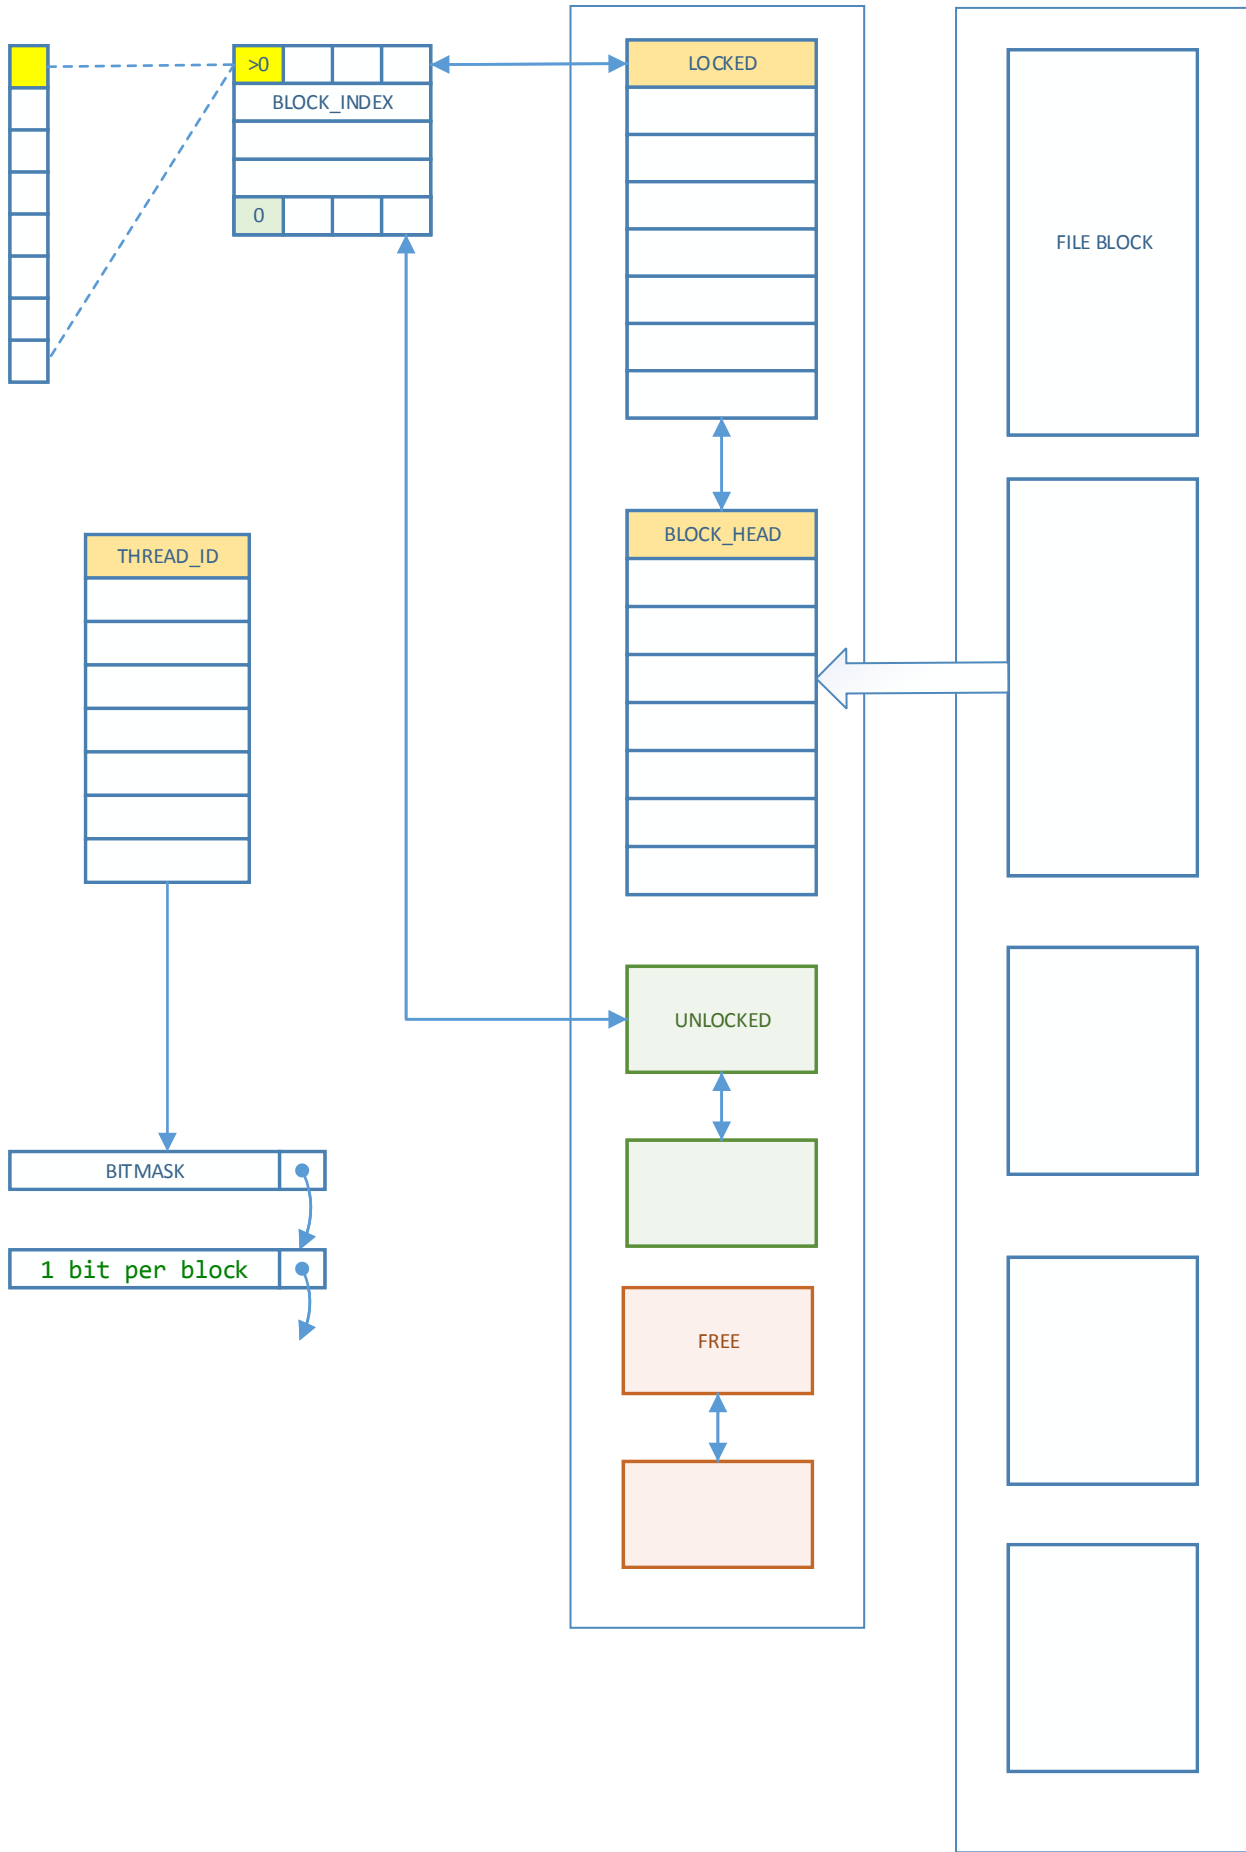 >0
BLOCK_INDEX
0
LOCKED
FILE BLOCK
THREAD_ID
BLOCK_HEAD
UNLOCKED
BITMASK
1 bit per block
FREE